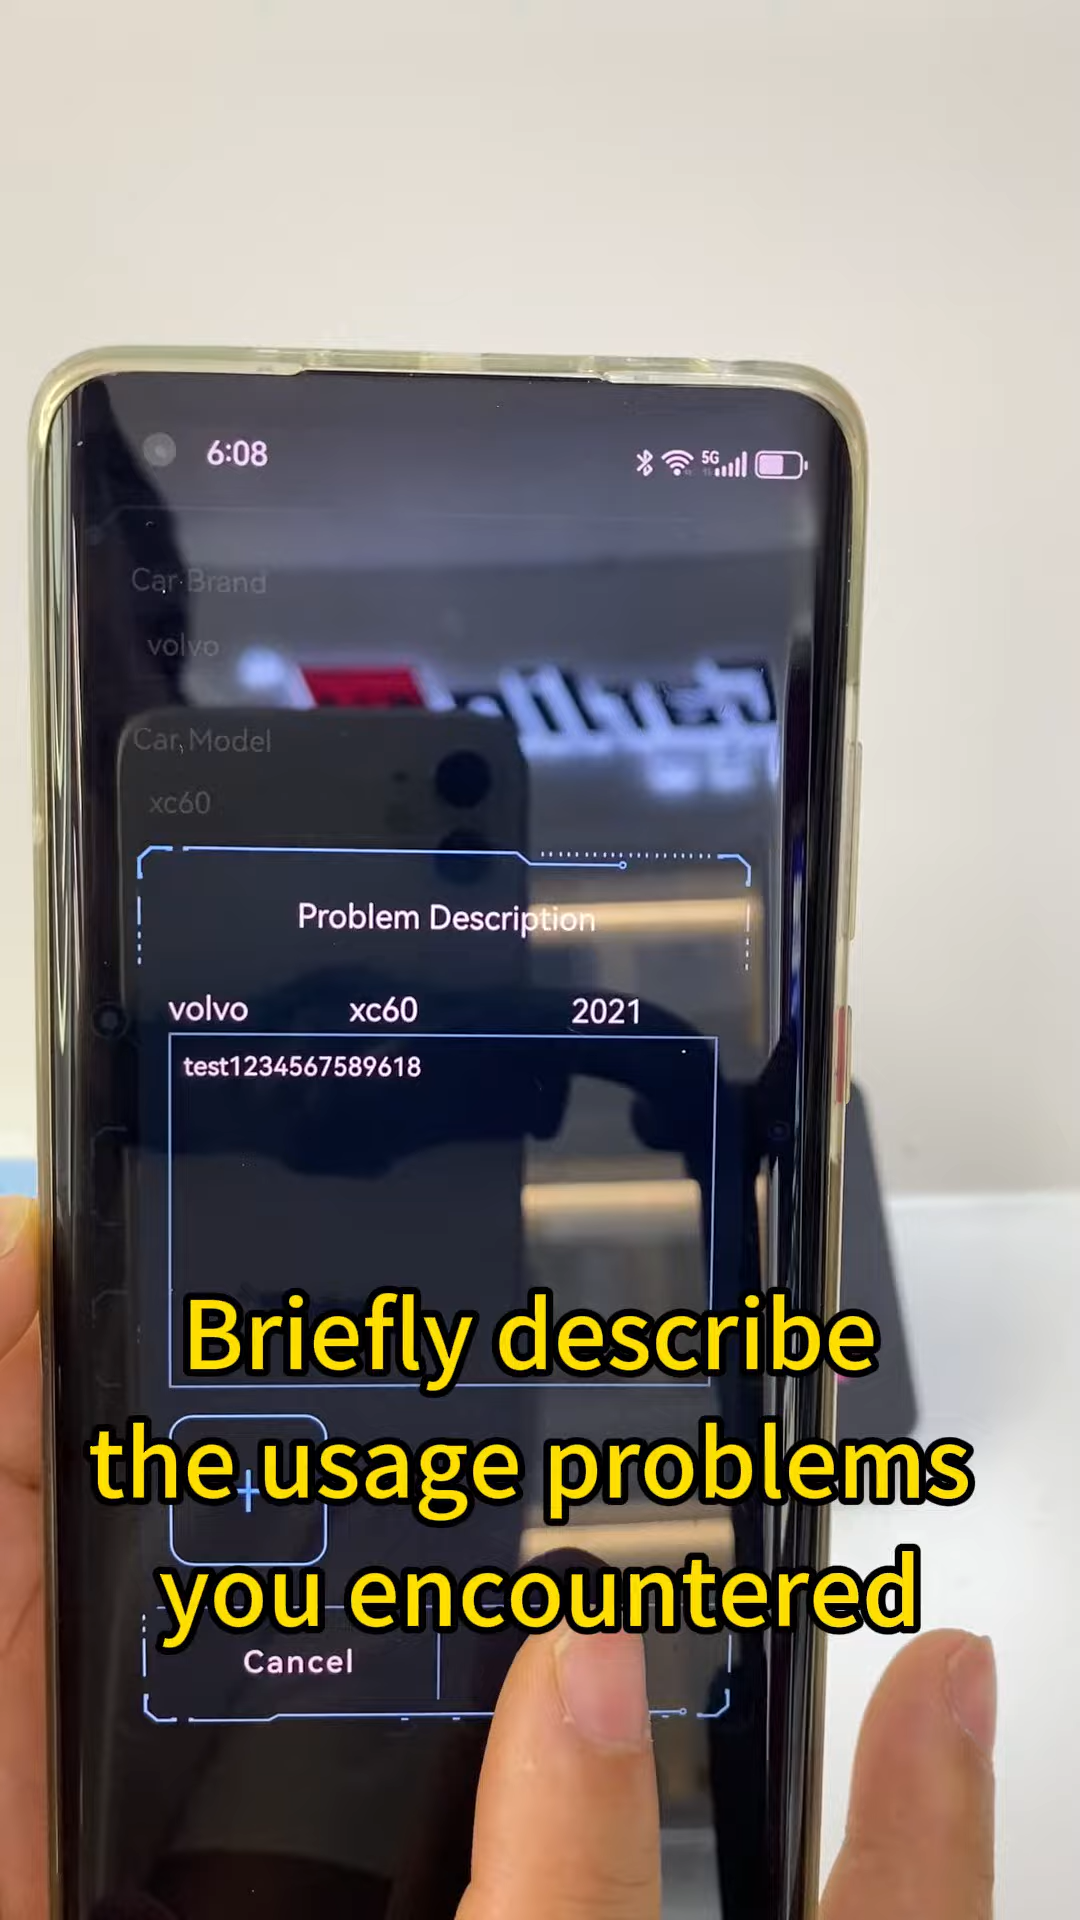 6:08
5G
Car Brand
volvo
Car Model
xc60
Problem Description
volvo xc60 2021
test1234567589618
Briefly describe
the usage problems
you encountered
Cancel